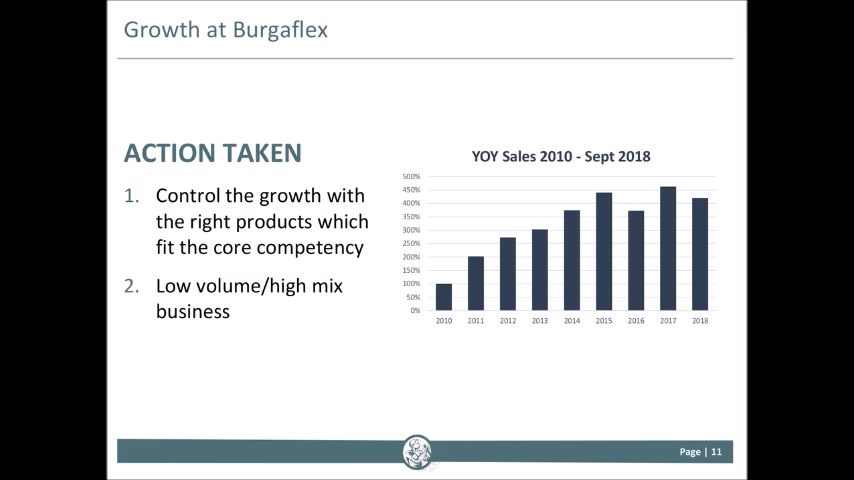 Growth at Burgaflex
ACTION TAKEN
1. Control the growth with
the right products which
fit the core competency
2. Low volume/high mix
business
YOY Sales 2010 - Sept 2018
500%
450%
400%
350%
300%
250%
200%
150%
100%
50%
0%
2010 2011 2012 2013 2014 2015 2016 2017 2018
Page | 11